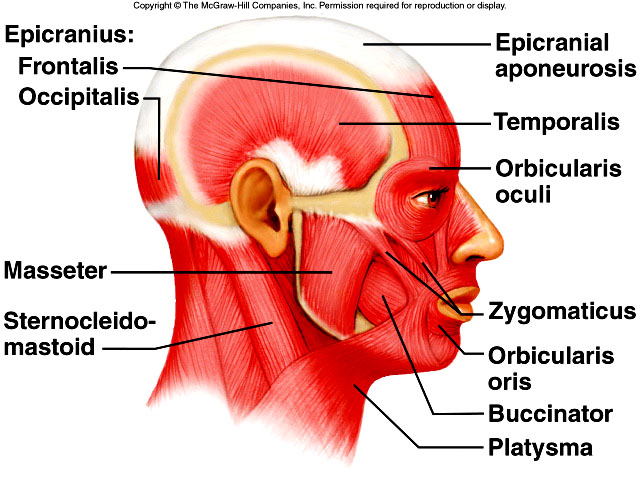 Copyright © The McGraw-Hill Companies, Inc. Permission required for reproduction or display.
Epicranius:
Frontalis
Occipitalis
Masseter
Sternocleido-
mastoid
Epicranial
aponeurosis
Temporalis
Orbicularis
oculi
Zygomaticus
Orbicularis
oris
Buccinator
Platysma